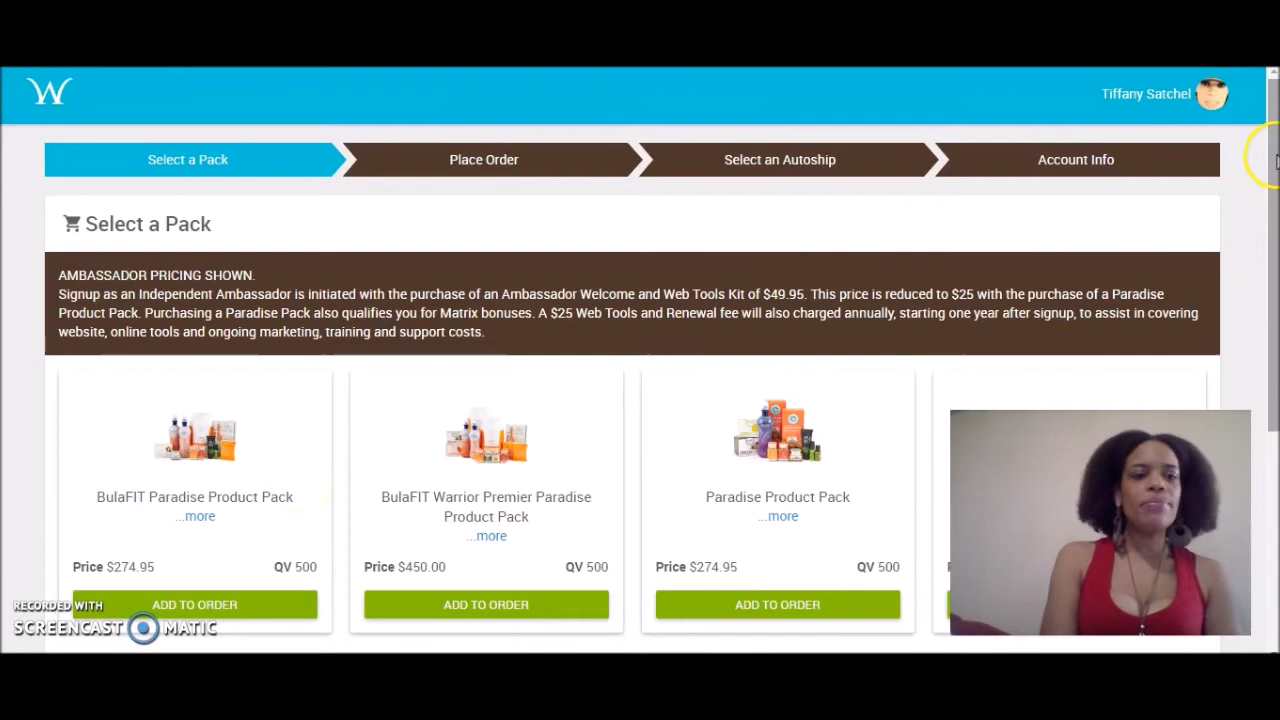 W
Tiffany Satchel
Select a Pack
Place Order
Select an Autoship
Account Info
Select a Pack
AMBASSADOR PRICING SHOWN.
Signup as an Independent Ambassador is initiated with the purchase of an Ambassador Welcome and Web Tools Kit of $49.95. This price is reduced to $25 with the purchase of a Paradise
Product Pack. Purchasing a Paradise Pack also qualifies you for Matrix bonuses. A $25 Web Tools and Renewal fee will also charged annually, starting one year after signup, to assist in covering
website, online tools and ongoing marketing, training and support costs.
BulaFIT Paradise Product Pack
...more
Price $274.95 QV 500
ADD TO ORDER
BulaFIT Warrior Premier Paradise
Product Pack
...more
Price $450.00 QV 500
ADD TO ORDER
Paradise Product Pack
...more
Price $274.95 QV 500
ADD TO ORDER
RECORDED WITH
SCREENCAST MATIC